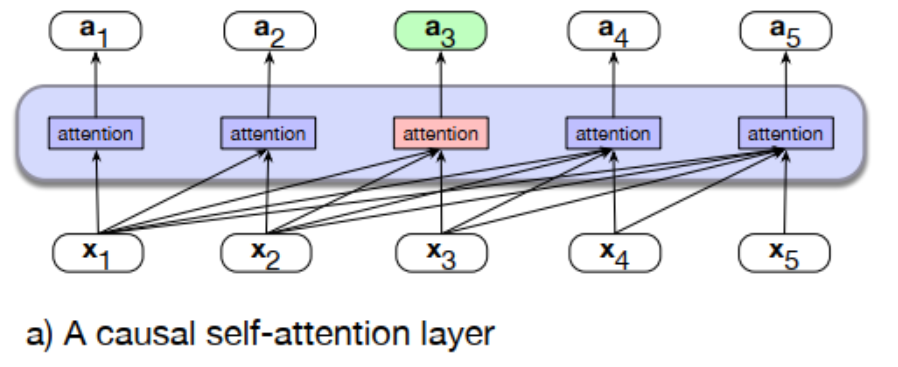 a1 a2 a3 a4 a5
attention attention attention attention attention
x1 x2 x3 x4 x5
a) A causal self-attention layer